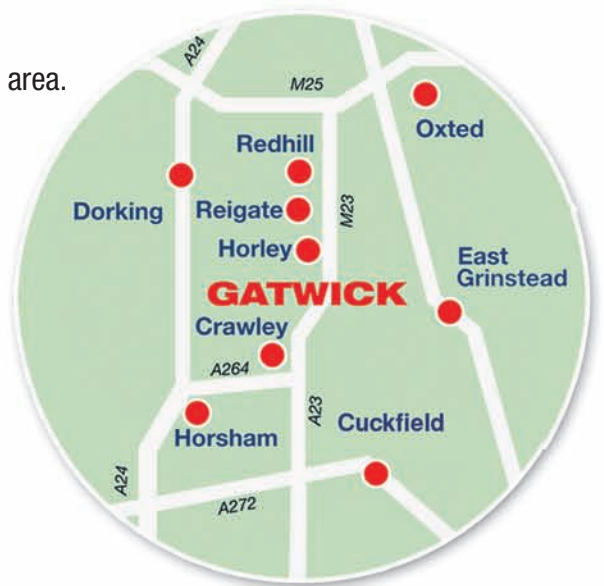 area.
A24
M25
Oxted
Redhill
Dorking
Reigate
M23
Horley
East
Grinstead
GATWICK
Crawley
A264
A23
Cuckfield
Horsham
A24
A272